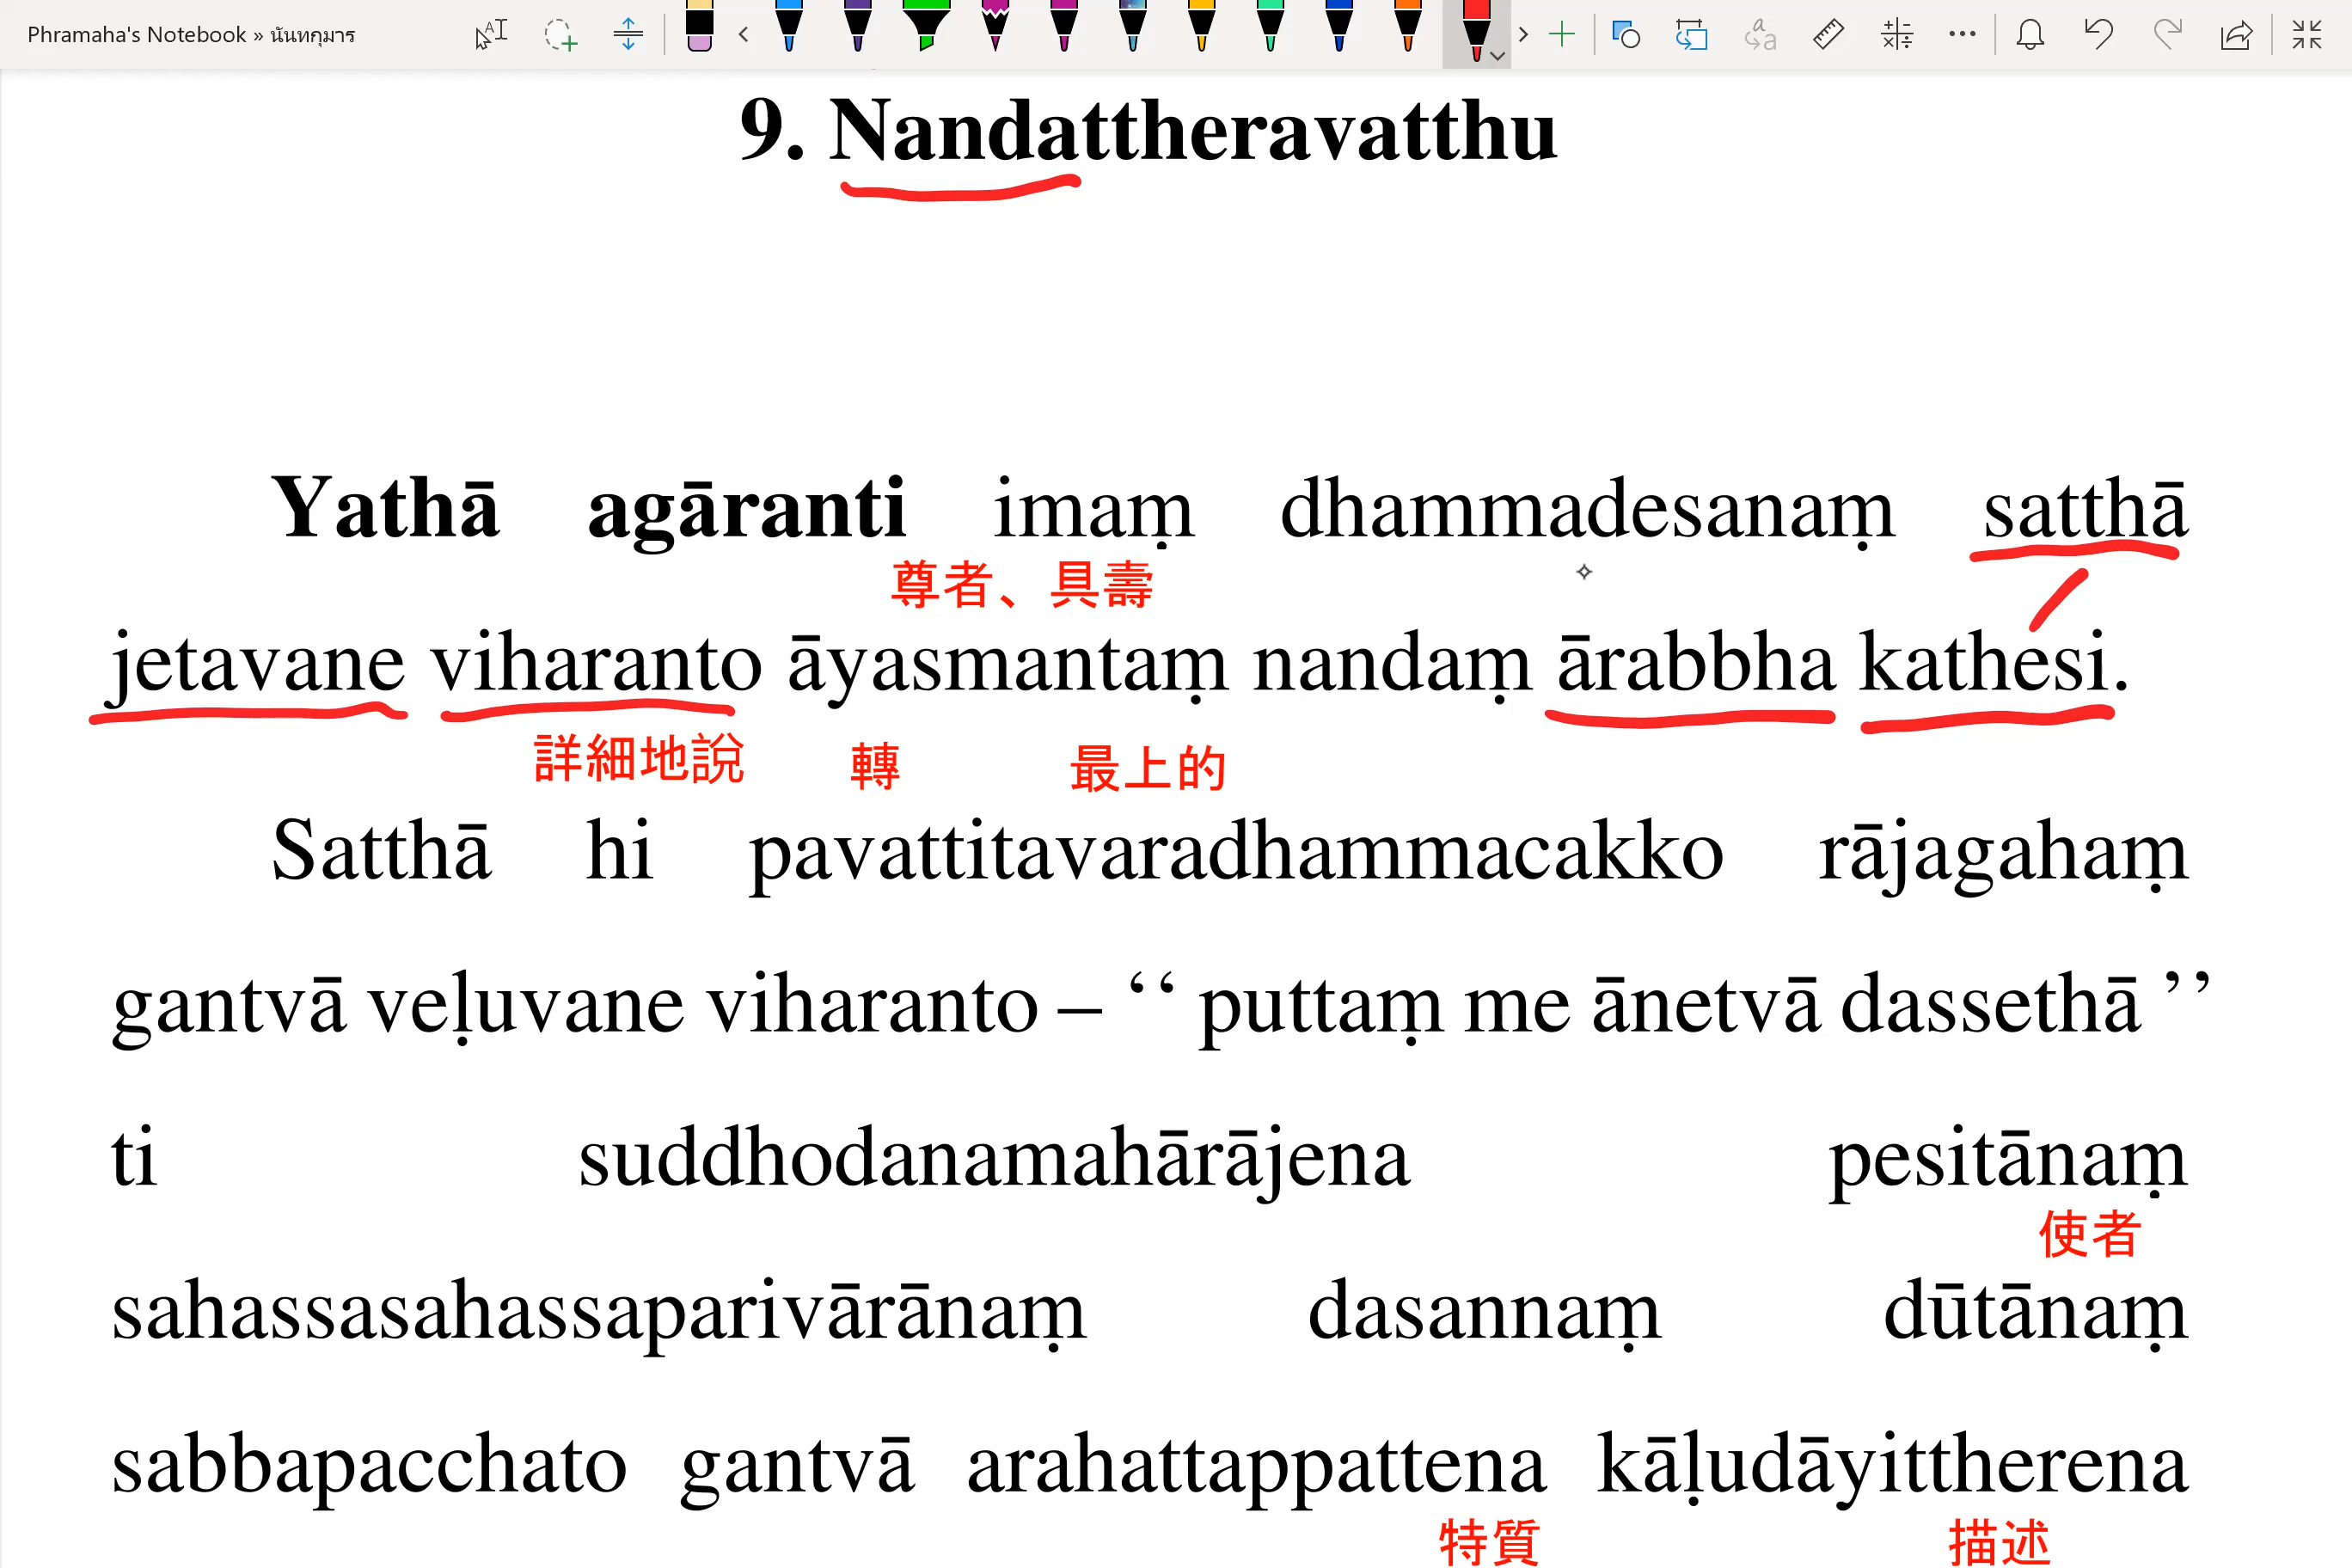 Phramaha's Notebook » นันทกุมาร
9. Nandattheravatthu
Yathā agāranti imaṃ dhammadesanaṃ satthā
尊者、具壽
jetavane viharanto āyasmantaṃ nandaṃ ārabbha kathesi.
詳細地說 轉 最上的
Satthā hi pavattitavaradhammacakko rājagahaṃ
gantvā veḷuvane viharanto – ‘‘ puttaṃ me ānetvā dassethā ’’
ti suddhodanamahārājena pesitānaṃ
使者
sahassasahassaparivārānaṃ dasannaṃ dūtānaṃ
sabbapacchato gantvā arahattappattena kāḷudāyittherena
特質 描述